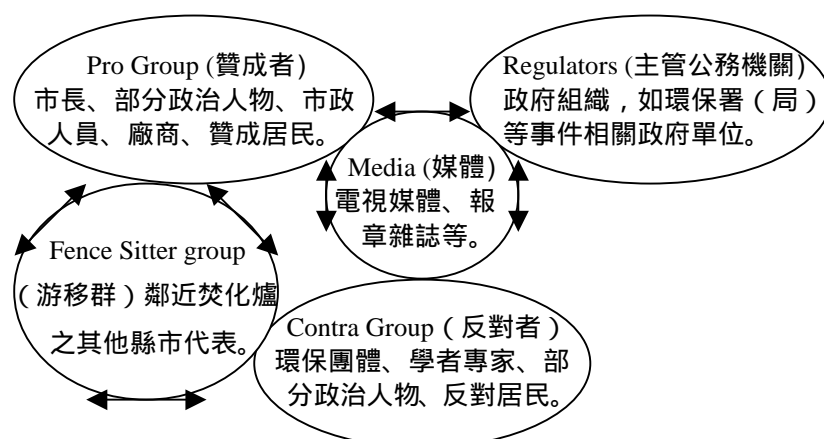 Pro Group (贊成者)
市長、部分政治人物、市政
人員、廠商、贊成居民。
Regulators (主管公務機關)
政府組織，如環保署（局）
等事件相關政府單位。
Media (媒體)
電視媒體、報
章雜誌等。
Fence Sitter group
（游移群）鄰近焚化爐
之其他縣市代表。
Contra Group（反對者）
環保團體、學者專家、部
分政治人物、反對居民。